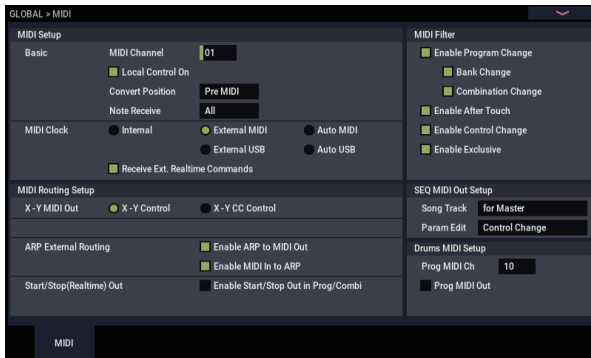 GLOBAL > MIDI
MIDI Setup
Basic
MIDI Channel 01
Local Control On
Convert Position Pre MIDI
Note Receive All
MIDI Clock Internal External MIDI Auto MIDI
External USB Auto USB
Receive Ext. Realtime Commands
MIDI Routing Setup
X-Y MIDI Out X-Y Control X-Y CC Control
ARP External Routing Enable ARP to MIDI Out
Enable MIDI In to ARP
Start/Stop(Realtime) Out Enable Start/Stop Out in Prog/Combi
MIDI Filter
Enable Program Change
Bank Change
Combination Change
Enable After Touch
Enable Control Change
Enable Exclusive
SEQ MIDI Out Setup
Song Track for Master
Param Edit Control Change
Drums MIDI Setup
Prog MIDI Ch 10
Prog MIDI Out
MIDI